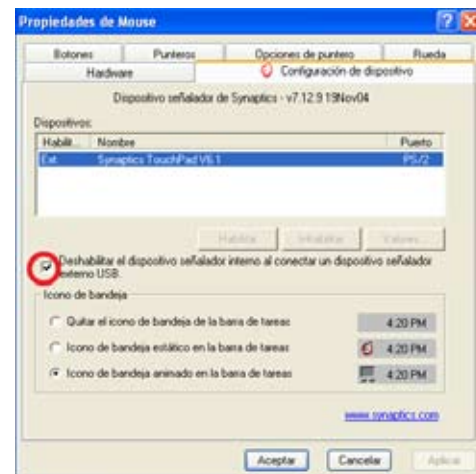 Propiedades de Mouse
Botones Punteros Opciones de puntero Rueda
Hardware Configuración de dispositivo
Dispositivo señalador de Synaptics - v7.12.9 19Nov04
Dispositivos:
Habilit... Nombre Puerto
Ext. Synaptics TouchPad V6.1 PS/2
Habilitar Inhabilitar Valores...
Deshabilitar el dispositivo señalador interno al conectar un dispositivo señalador
externo USB.
Icono de bandeja
Quitar el icono de bandeja de la barra de tareas 4:20 PM
Icono de bandeja estático en la barra de tareas 4:20 PM
Icono de bandeja animado en la barra de tareas 4:20 PM
www.synaptics.com
Aceptar Cancelar Aplicar